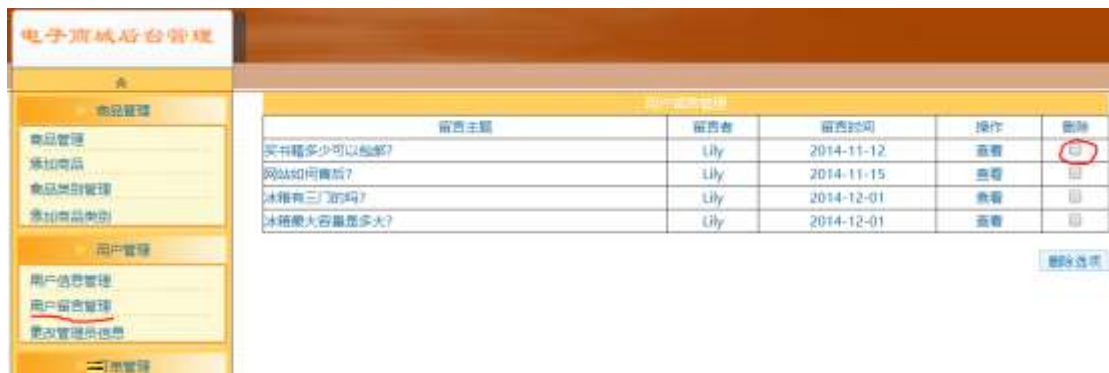 电子商城后台管理
商品管理
商品管理
添加商品
商品类别管理
添加商品类别
用户管理
用户信息管理
用户留言管理
更改管理员信息
订单管理
用户留言管理
留言主题 留言者 留言时间 操作 删除
买书籍多少可以包邮? Lily 2014-11-12 查看
网站如何售后? Lily 2014-11-15 查看
冰箱有三门的吗? Lily 2014-12-01 查看
冰箱最大容量是多大? Lily 2014-12-01 查看
删除选项